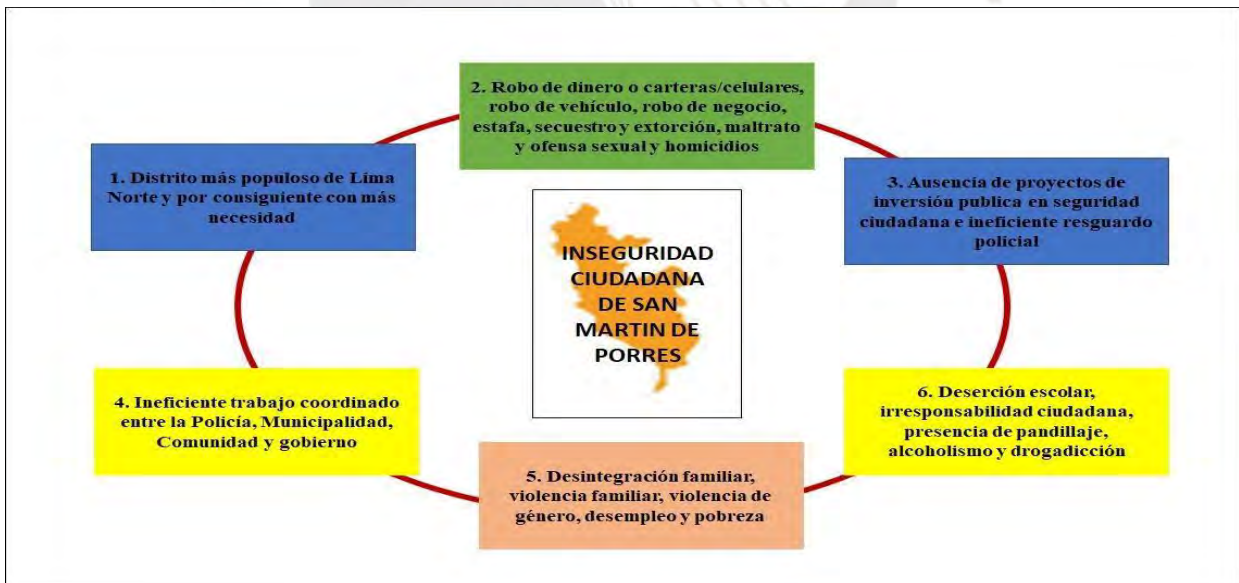 2. Robo de dinero o carteras/celulares,
robo de vehículo, robo de negocio,
estafa, secuestro y extorción, maltrato
y ofensa sexual y homicidios
1. Distrito más populoso de Lima
Norte y por consiguiente con más
necesidad
3. Ausencia de proyectos de
inversión publica en seguridad
ciudadana e ineficiente resguardo
policial
INSEGURIDAD
CIUDADANA
DE SAN
MARTIN DE
PORRES
4. Ineficiente trabajo coordinado
entre la Policía, Municipalidad,
Comunidad y gobierno
6. Deserción escolar,
irresponsabilidad ciudadana,
presencia de pandillaje,
alcoholismo y drogadicción
5. Desintegración familiar,
violencia familiar, violencia de
género, desempleo y pobreza